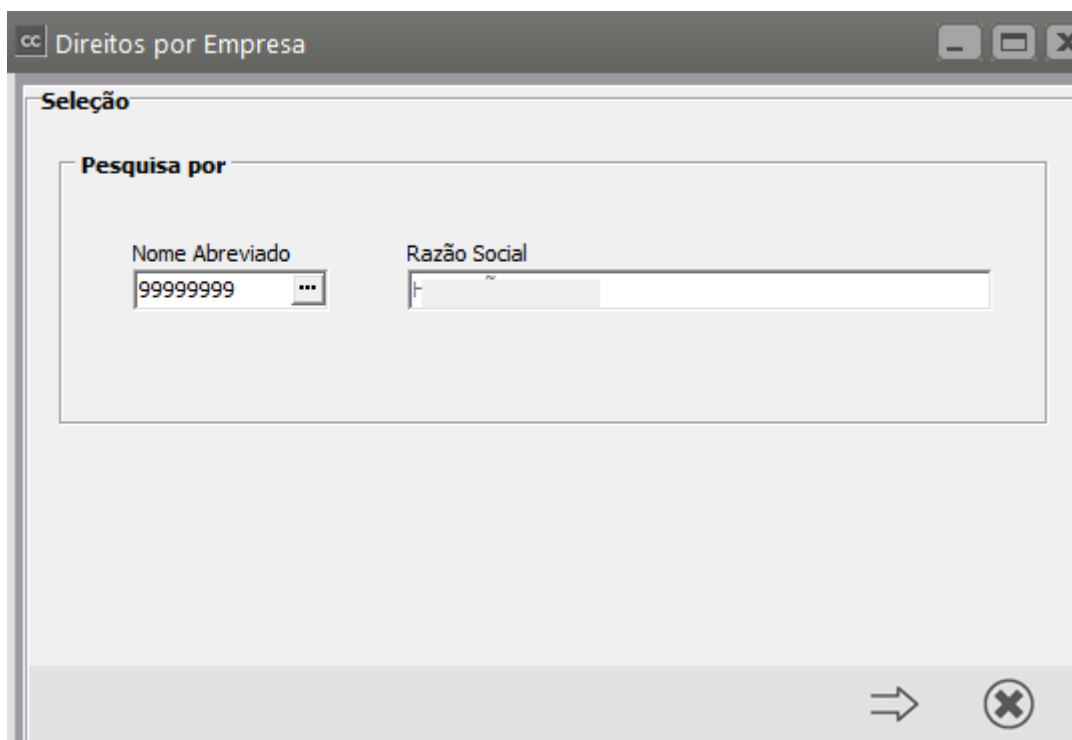 cc Direitos por Empresa
Seleção
Pesquisa por
Nome Abreviado Razão Social
99999999 ...